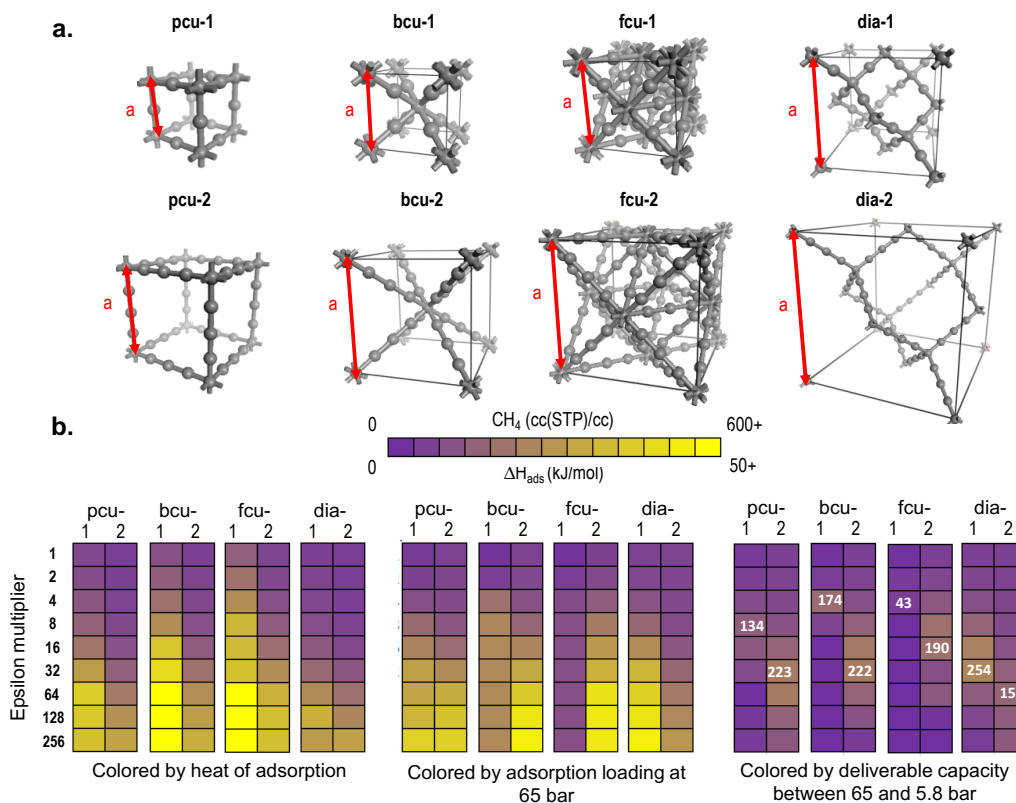 a.
pcu-1 bcu-1 fcu-1 dia-1
a a a a
pcu-2 bcu-2 fcu-2 dia-2
a a a a
b.
0 CH₄ (cc(STP)/cc) 600+
0 ΔHads (kJ/mol) 50+
pcu- bcu- fcu- dia- pcu- bcu- fcu- dia- pcu- bcu- fcu- dia-
1 2 1 2 1 2 1 2 1 2 1 2 1 2 1 2 1 2 1 2 1 2 1 2
Epsilon multiplier
1
2
4 174 43
8 134
16 190
32 223 222 254
64 15
128
256
Colored by heat of adsorption
Colored by adsorption loading at
65 bar
Colored by deliverable capacity
between 65 and 5.8 bar